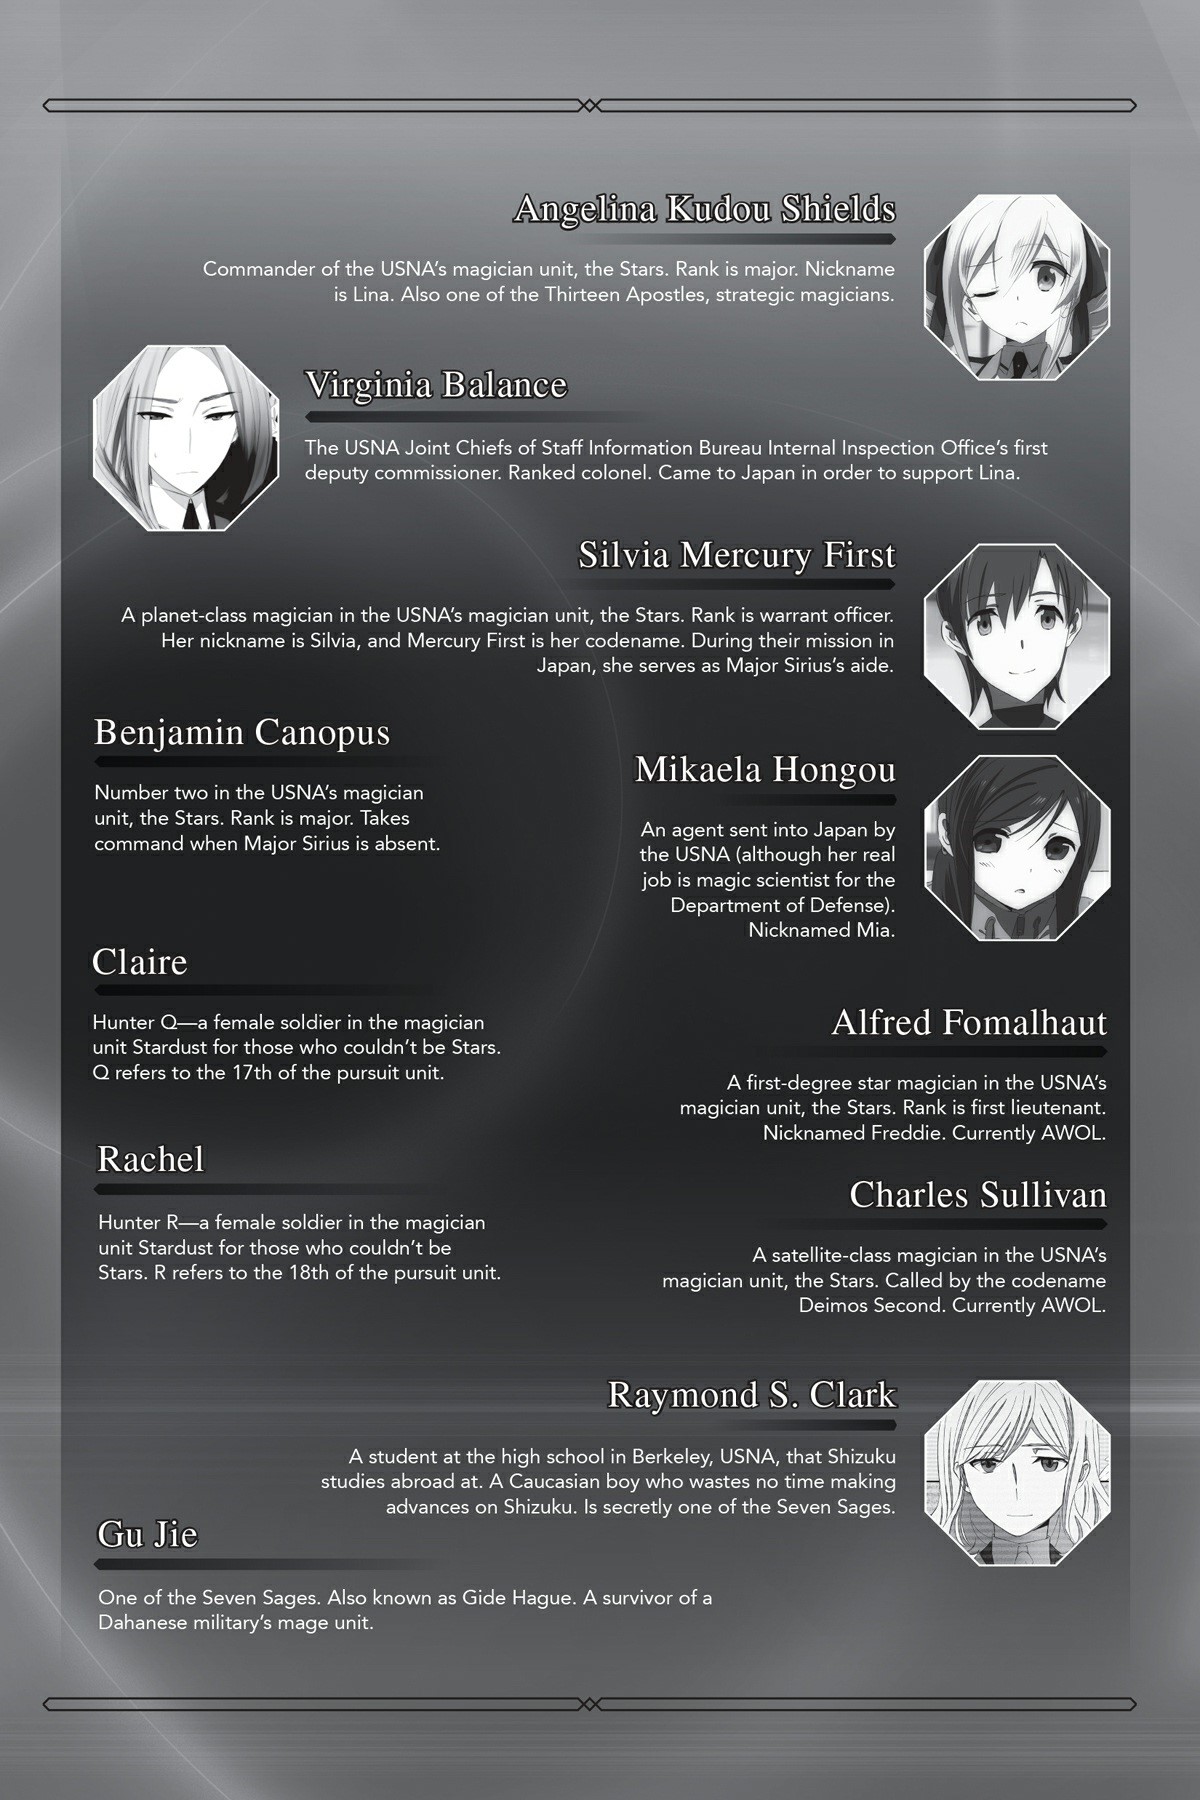 Angelina Kudou Shields
Commander of the USNA's magician unit, the Stars. Rank is major. Nickname
is Lina. Also one of the Thirteen Apostles, strategic magicians.
Virginia Balance
The USNA Joint Chiefs of Staff Information Bureau Internal Inspection Office's first
deputy commissioner. Ranked colonel. Came to Japan in order to support Lina.
Silvia Mercury First
A planet-class magician in the USNA's magician unit, the Stars. Rank is warrant officer.
Her nickname is Silvia, and Mercury First is her codename. During their mission in
Japan, she serves as Major Sirius's aide.
Benjamin Canopus
Number two in the USNA's magician
unit, the Stars. Rank is major. Takes
command when Major Sirius is absent.
Mikaela Hongou
An agent sent into Japan by
the USNA (although her real
job is magic scientist for the
Department of Defense).
Nicknamed Mia.
Claire
Hunter Q—a female soldier in the magician
unit Stardust for those who couldn't be Stars.
Q refers to the 17th of the pursuit unit.
Alfred Fomalhaut
A first-degree star magician in the USNA's
magician unit, the Stars. Rank is first lieutenant.
Nicknamed Freddie. Currently AWOL.
Rachel
Hunter R—a female soldier in the magician
unit Stardust for those who couldn't be
Stars. R refers to the 18th of the pursuit unit.
Charles Sullivan
A satellite-class magician in the USNA's
magician unit, the Stars. Called by the codename
Deimos Second. Currently AWOL.
Raymond S. Clark
A student at the high school in Berkeley, USNA, that Shizuku
studies abroad at. A Caucasian boy who wastes no time making
advances on Shizuku. Is secretly one of the Seven Sages.
Gu Jie
One of the Seven Sages. Also known as Gide Hague. A survivor of a
Dahanese military's mage unit.